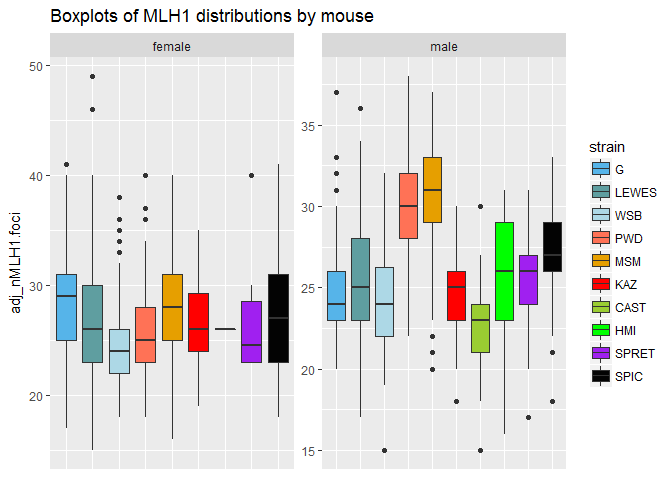 Boxplots of MLH1 distributions by mouse
female
male
adj_nMLH1.foci
50
40
30
20
35
30
25
20
15
strain
G
LEWES
WSB
PWD
MSM
KAZ
CAST
HMI
SPRET
SPIC